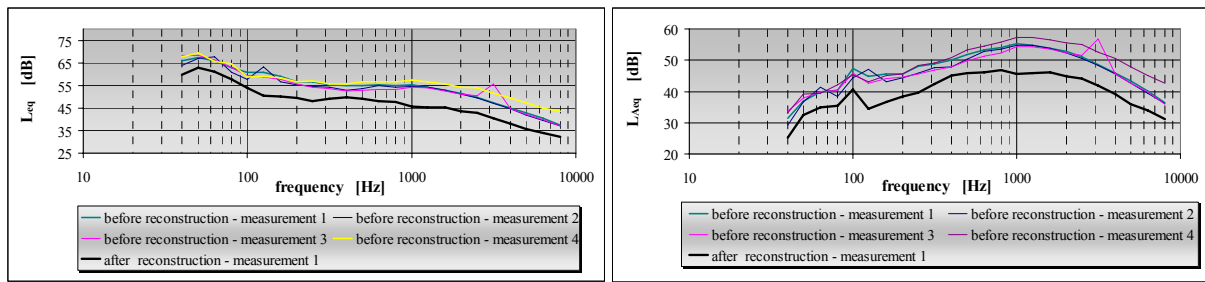 75
65
55
45
35
25
L eq [dB]
10 100 1000 10000
frequency [Hz]
before reconstruction - measurement 1
before reconstruction - measurement 2
before reconstruction - measurement 3
before reconstruction - measurement 4
after reconstruction - measurement 1
60
50
40
30
20
L Aeq [dB]
10 100 1000 10000
frequency [Hz]
before reconstruction - measurement 1
before reconstruction - measurement 2
before reconstruction - measurement 3
before reconstruction - measurement 4
after reconstruction - measurement 1